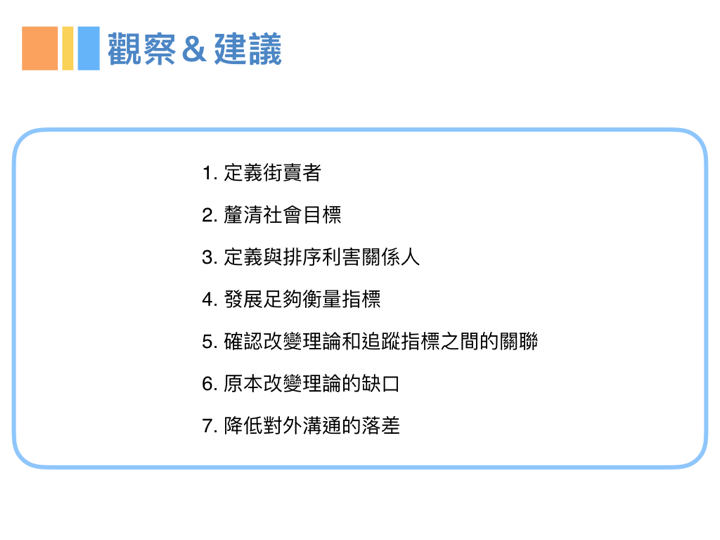 觀察＆建議
1. 定義街賣者
2. 釐清社會目標
3. 定義與排序利害關係人
4. 發展足夠衡量指標
5. 確認改變理論和追蹤指標之間的關聯
6. 原本改變理論的缺口
7. 降低對外溝通的落差